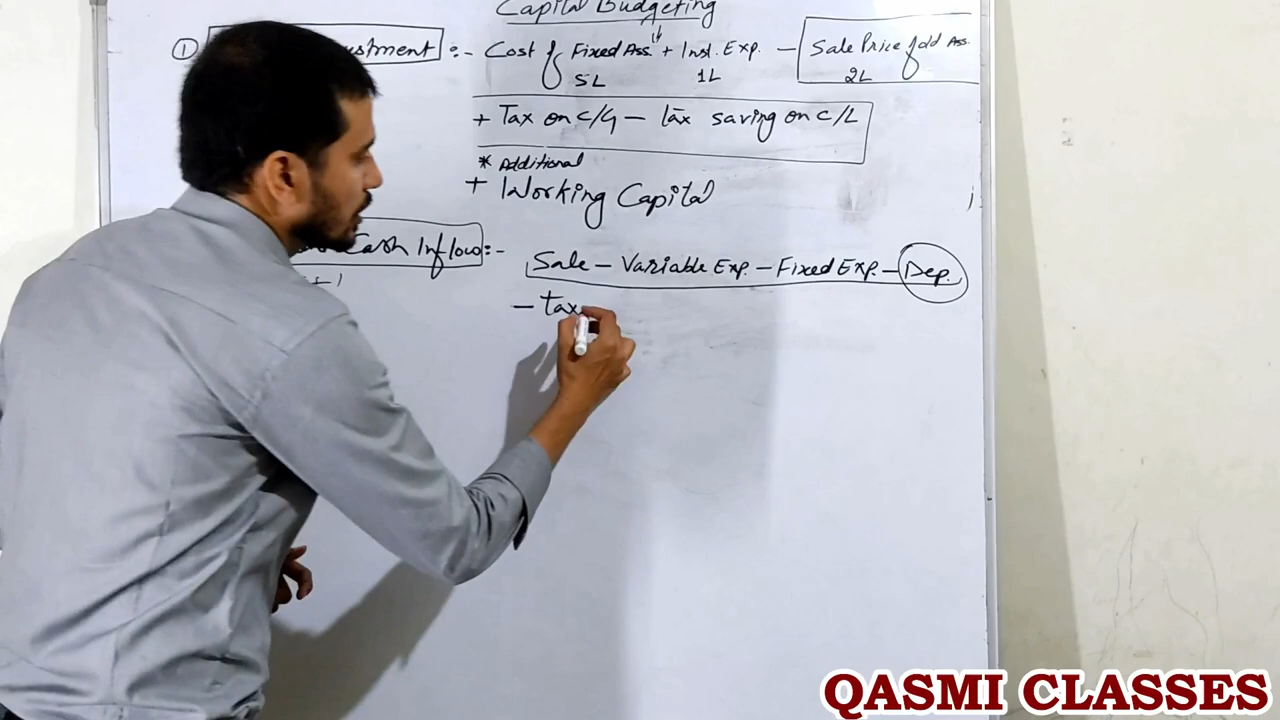 Capital Budgeting
① ustment :- Cost of Fixed Ass + Inst. Exp. - Sale Price of old Ass.
5L 1L 2L
+ Tax on C/G - Tax saving on C/L
* Additional
+ Working Capital
Cash Inflow :- Sale - Variable Exp. - Fixed Exp. - Dep.
- Tax
QASMI CLASSES